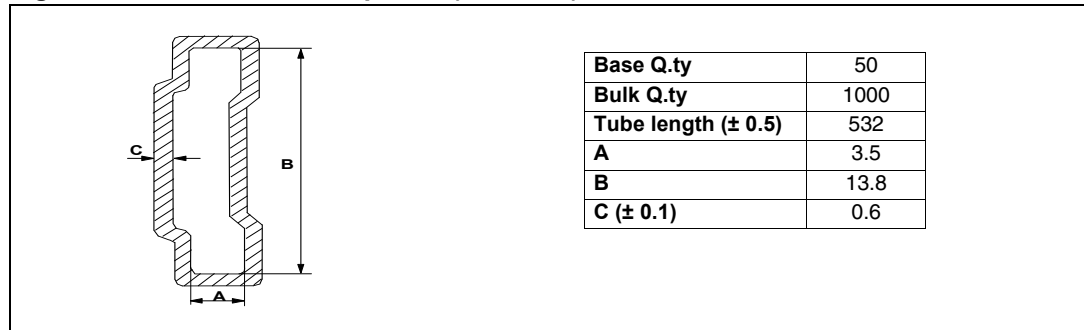 C
B
A
Base Q.ty 50
Bulk Q.ty 1000
Tube length (± 0.5) 532
A 3.5
B 13.8
C (± 0.1) 0.6